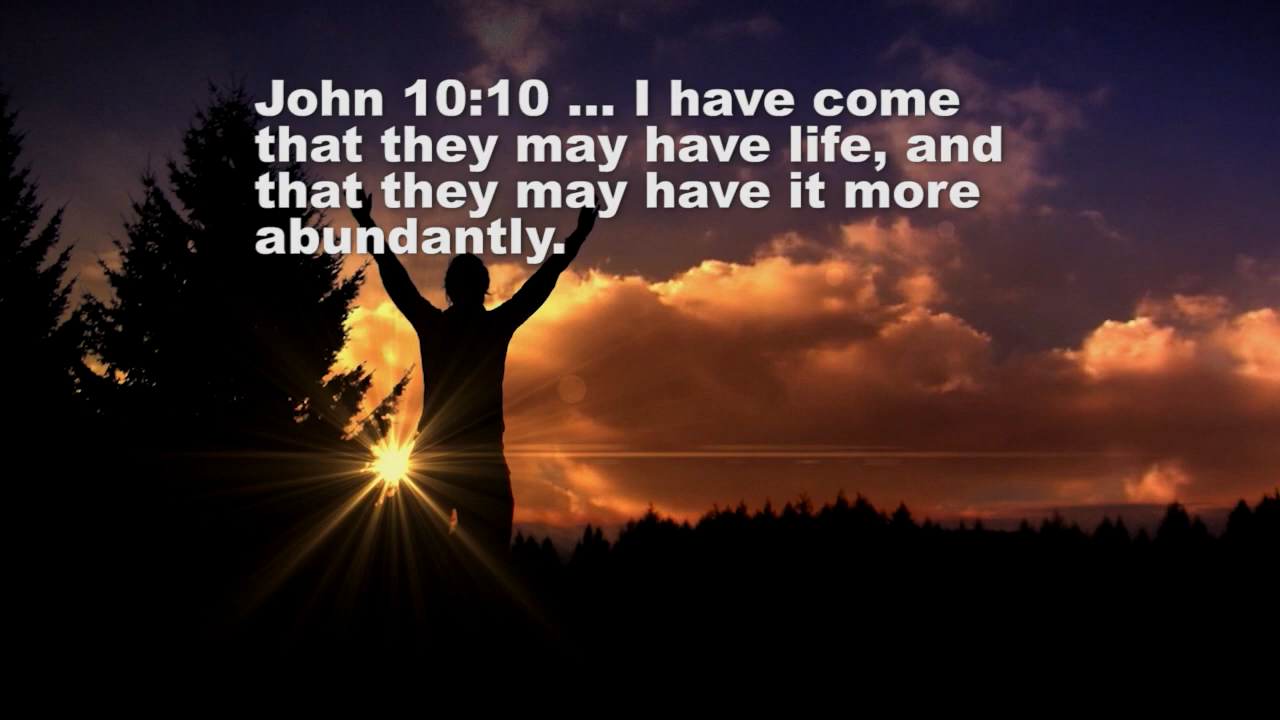 John 10:10 ... I have come
that they may have life, and
that they may have it more
abundantly.